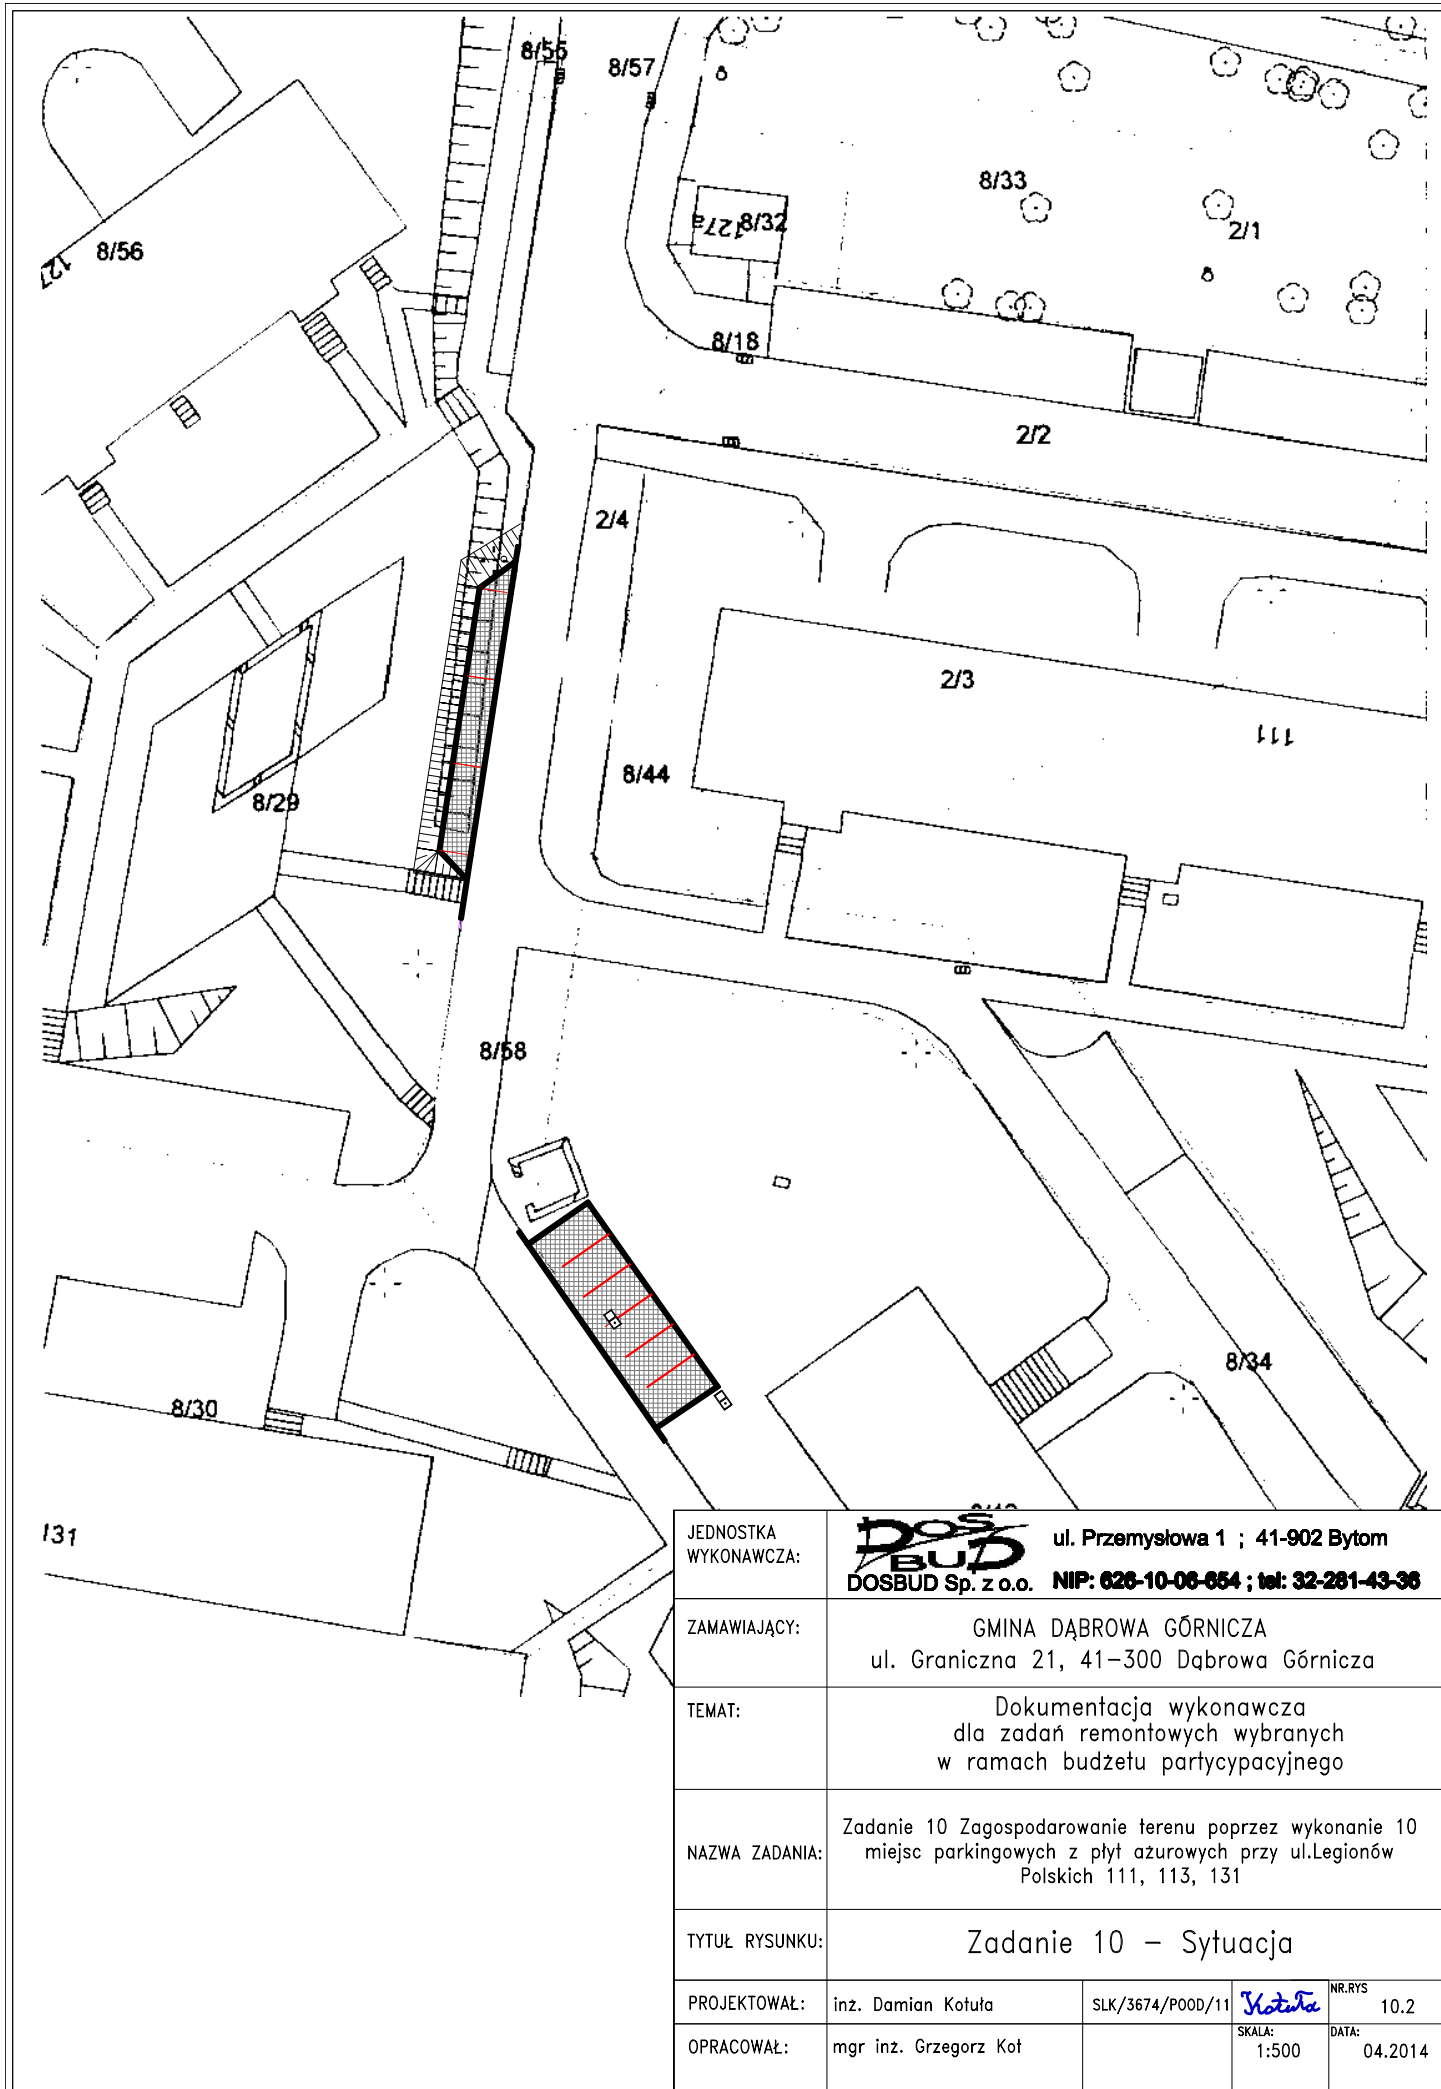 8/55
8/57
8/33
8/32
127a
2/1
8/56
127
8/18
2/2
2/4
2/3
111
8/44
8/29
8/58
8/34
8/30
131
JEDNOSTKA
WYKONAWCZA:
DOS
BUD
DOSBUD Sp. z o.o.
ul. Przemysłowa 1 ; 41-902 Bytom
NIP: 626-10-06-654 ; tel: 32-281-43-36
ZAMAWIAJĄCY:
GMINA DĄBROWA GÓRNICZA
ul. Graniczna 21, 41-300 Dąbrowa Górnicza
TEMAT:
Dokumentacja wykonawcza
dla zadań remontowych wybranych
w ramach budżetu partycypacyjnego
NAZWA ZADANIA:
Zadanie 10 Zagospodarowanie terenu poprzez wykonanie 10
miejsc parkingowych z płyt ażurowych przy ul.Legionów
Polskich 111, 113, 131
TYTUŁ RYSUNKU:
Zadanie 10 - Sytuacja
PROJEKTOWAŁ:
inż. Damian Kotuła
SLK/3674/POOD/11
Kotuła
NR.RYS
10.2
OPRACOWAŁ:
mgr inż. Grzegorz Kot
SKALA:
1:500
DATA:
04.2014